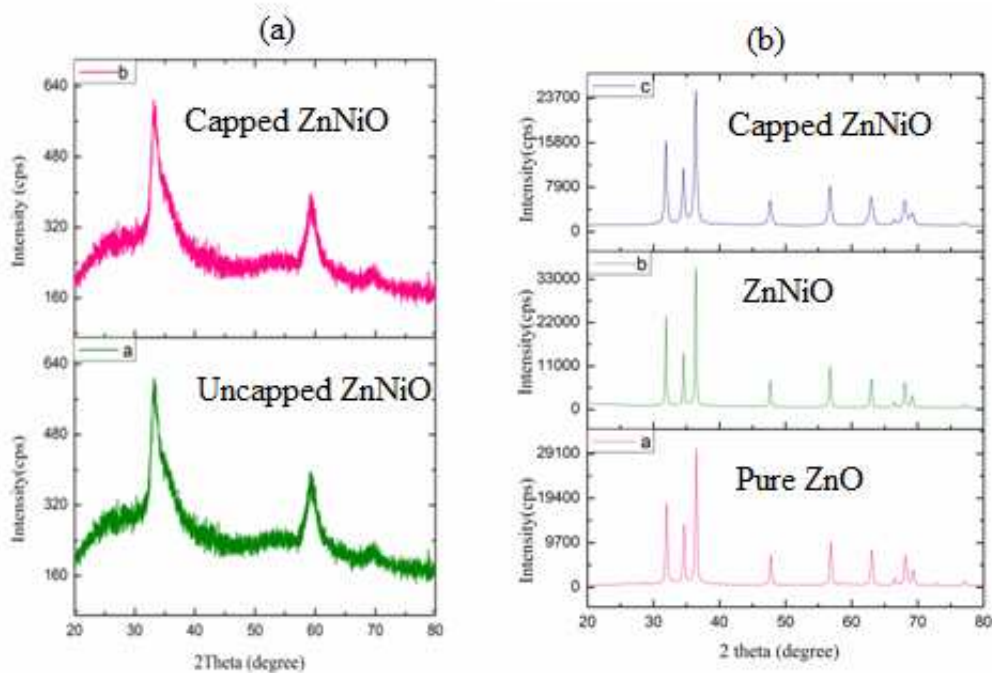 (a)
b
Capped ZnNiO
640
480
320
160
Intensity (cps)
a
Uncapped ZnNiO
640
480
320
160
Intensity(cps)
20 30 40 50 60 70 80
2Theta (degree)
(b)
c
Capped ZnNiO
23700
15800
7900
0
Intensity(cps)
b
ZnNiO
33000
22000
11000
0
Intensity(cps)
a
Pure ZnO
29100
19400
9700
0
Intensity(cps)
20 30 40 50 60 70 80
2 theta (degree)